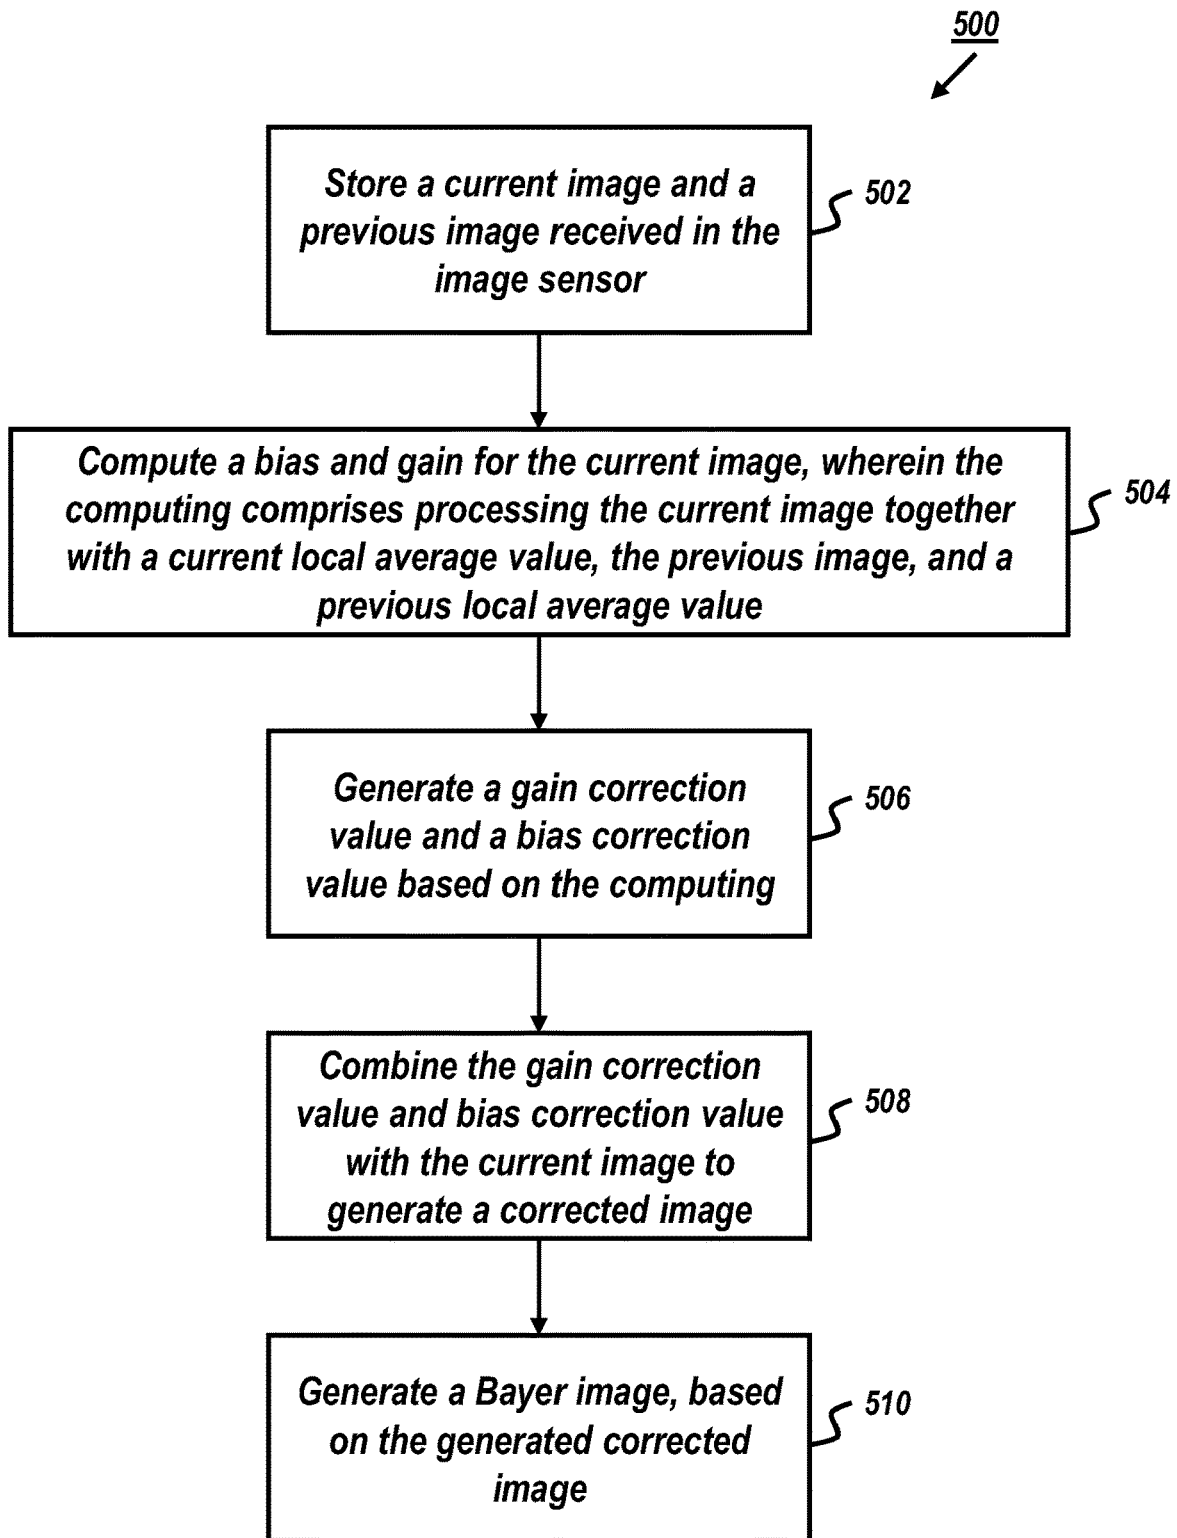 500
Store a current image and a
previous image received in the
image sensor
502
Compute a bias and gain for the current image, wherein the
computing comprises processing the current image together
with a current local average value, the previous image, and a
previous local average value
504
Generate a gain correction
value and a bias correction
value based on the computing
506
Combine the gain correction
value and bias correction value
with the current image to
generate a corrected image
508
Generate a Bayer image, based
on the generated corrected
image
510